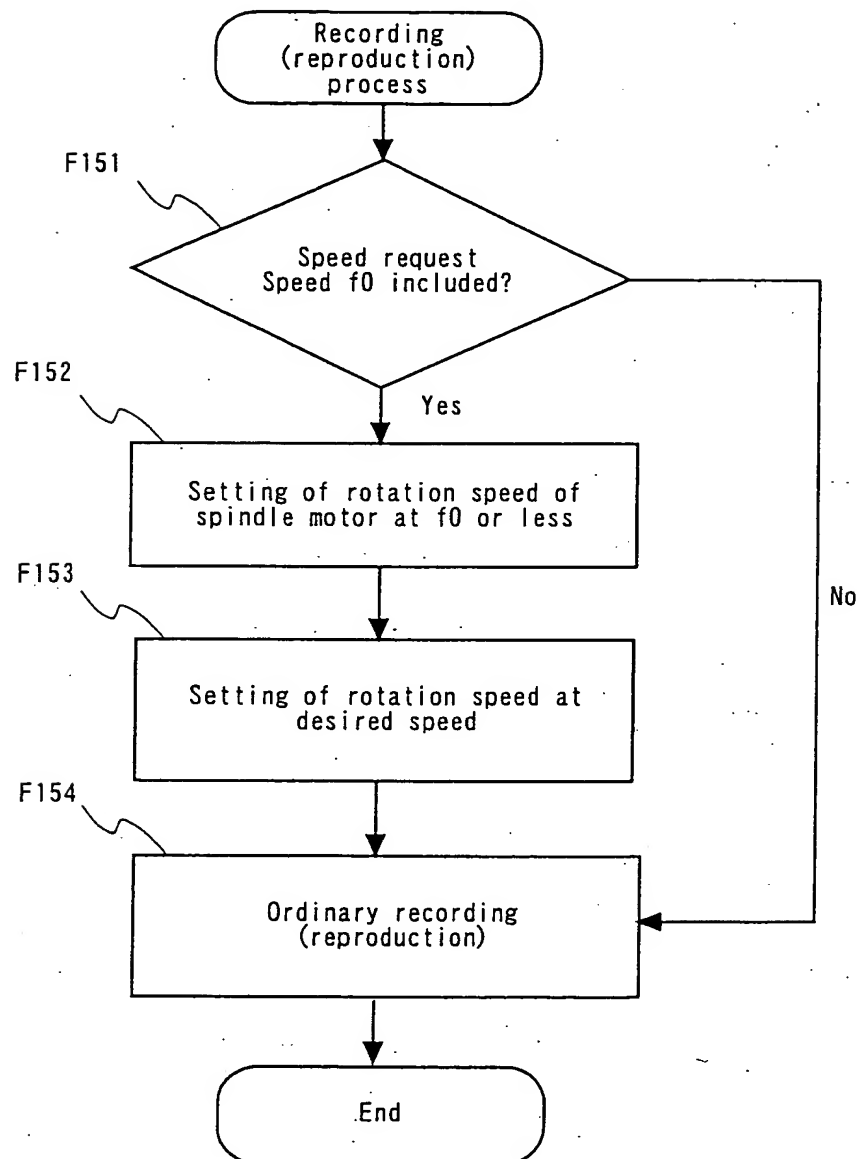 Recording
(reproduction)
process
F151
Speed request
Speed f0 included?
F152
Yes
Setting of rotation speed of
spindle motor at f0 or less
F153
No
Setting of rotation speed at
desired speed
F154
Ordinary recording
(reproduction)
End